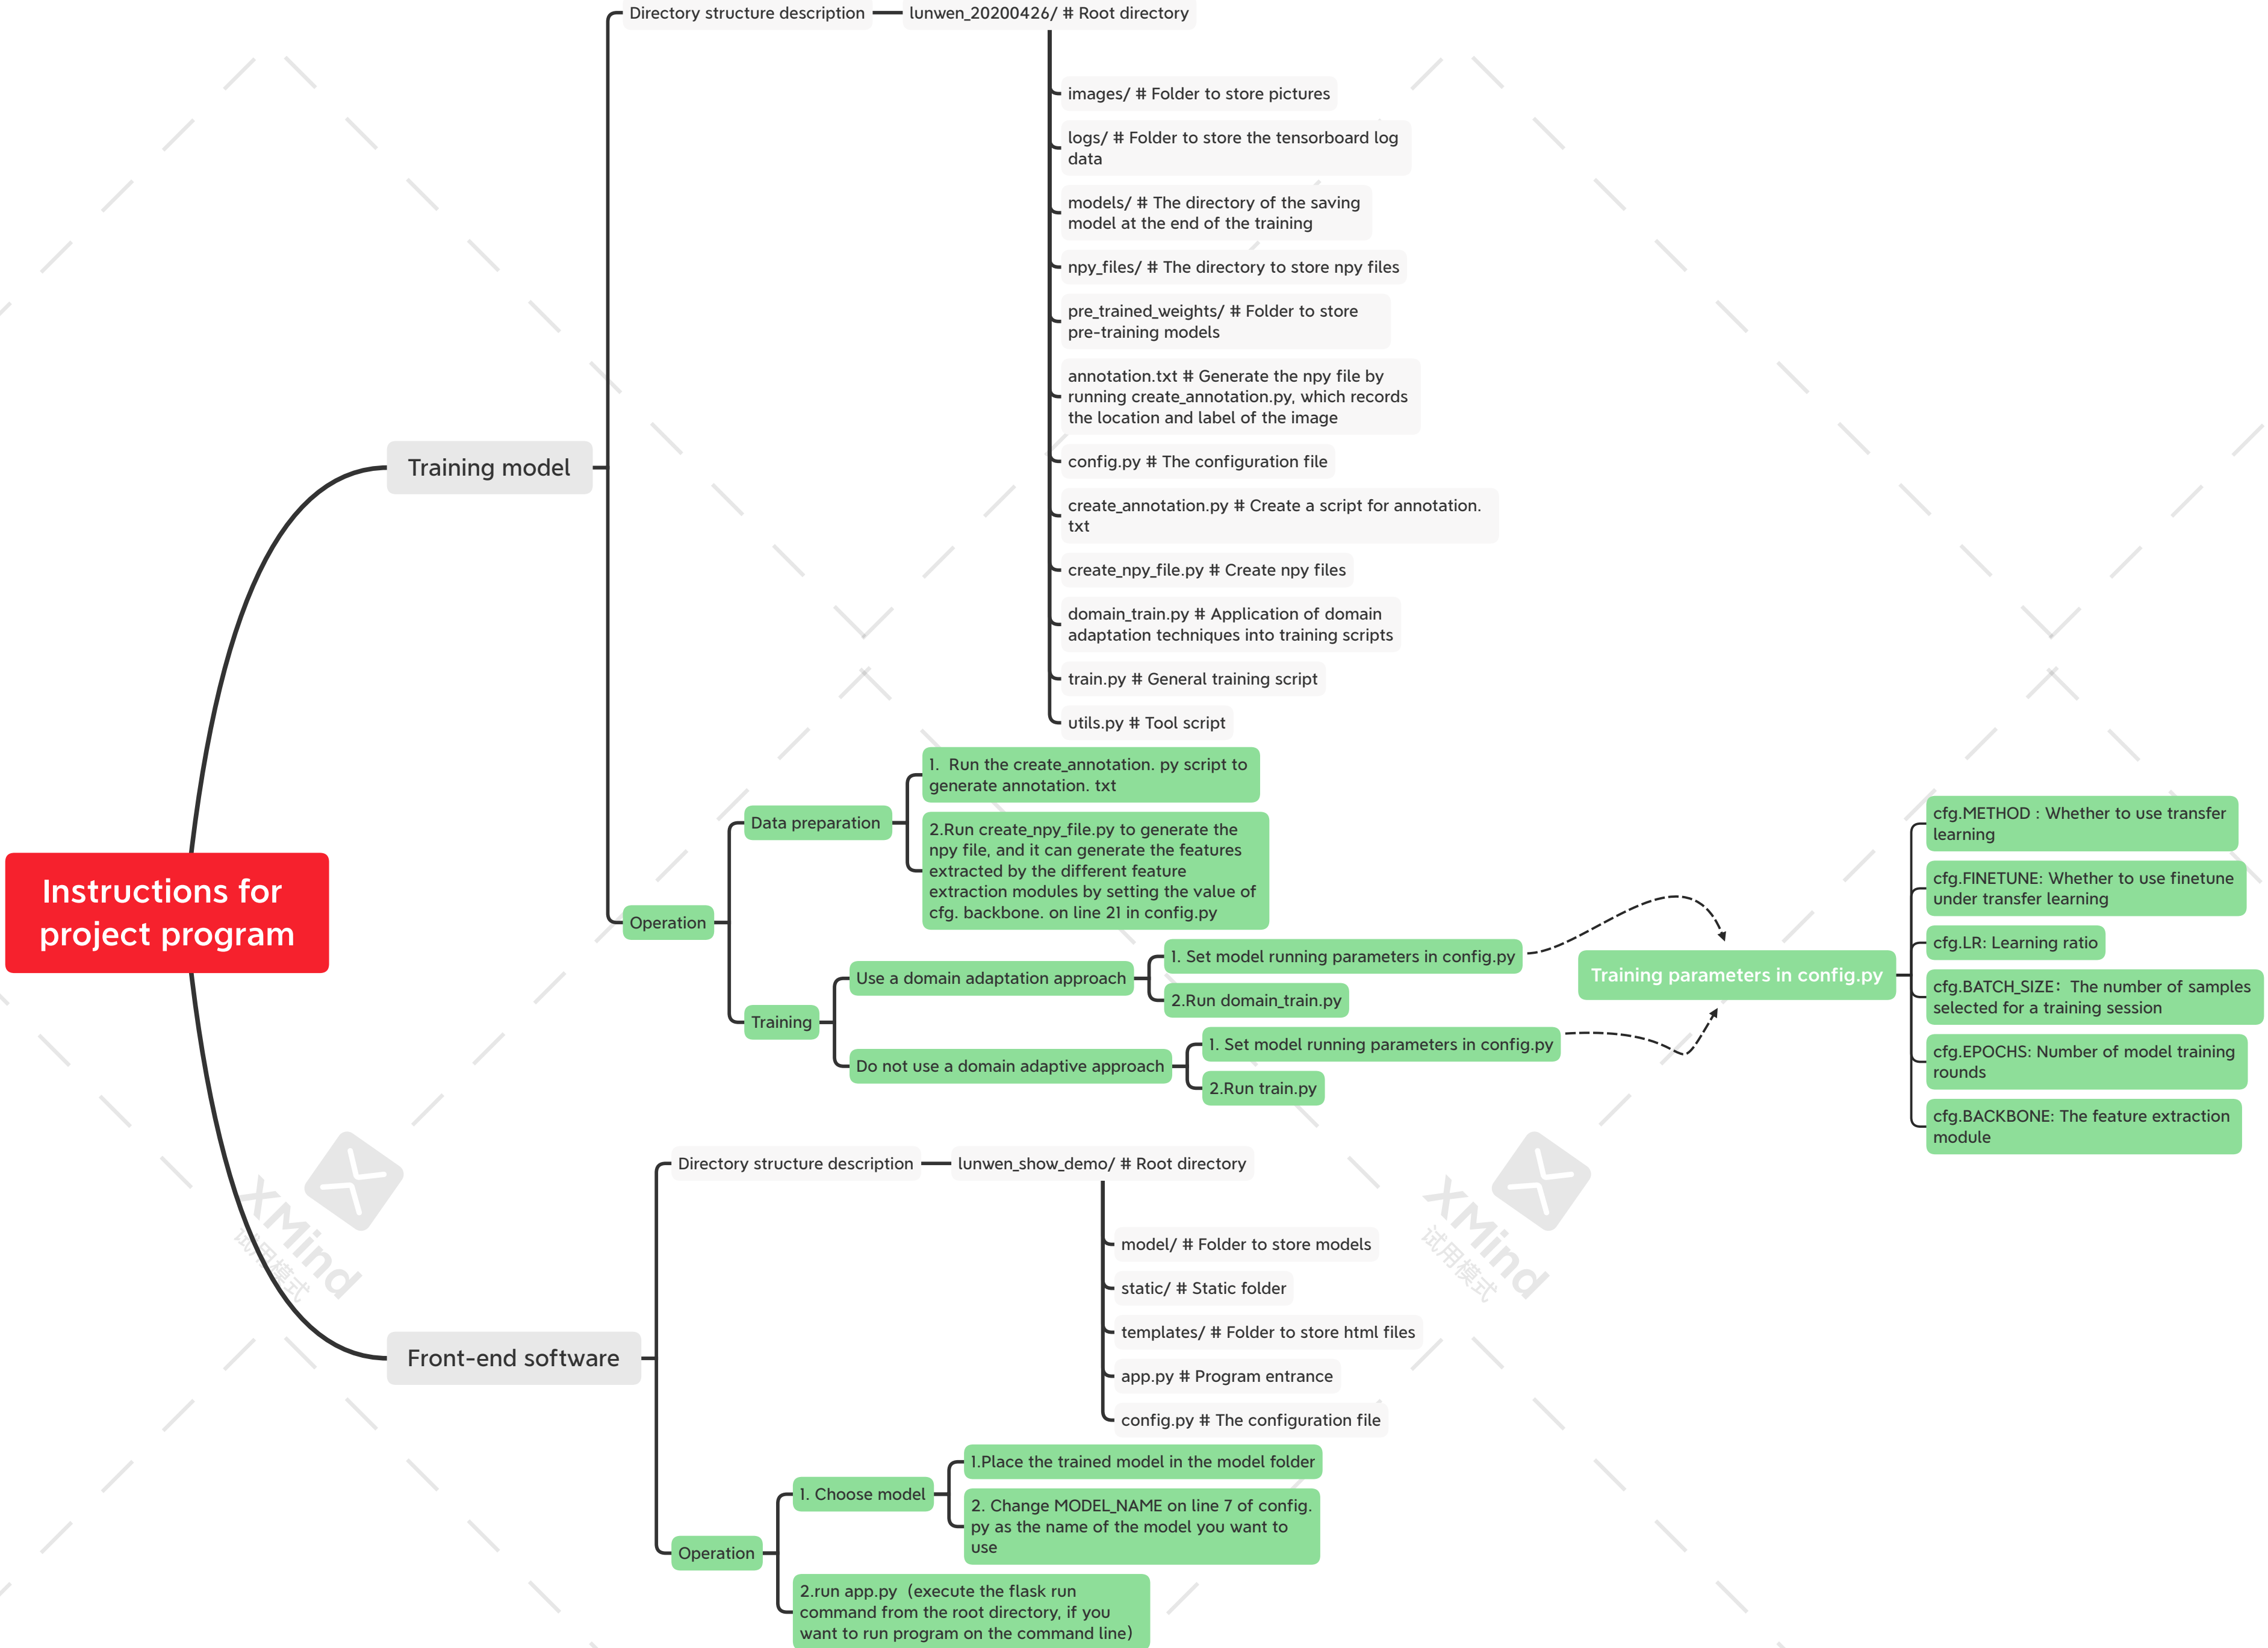 Directory structure description
lunwen_20200426/ # Root directory
images/ # Folder to store pictures
logs/ # Folder to store the tensorboard log
data
models/ # The directory of the saving
model at the end of the training
npy_files/ # The directory to store npy files
pre_trained_weights/ # Folder to store
pre-training models
annotation.txt # Generate the npy file by
running create_annotation.py, which records
the location and label of the image
config.py # The configuration file
create_annotation.py # Create a script for annotation.
txt
create_npy_file.py # Create npy files
domain_train.py # Application of domain
adaptation techniques into training scripts
train.py # General training script
utils.py # Tool script
Training model
Instructions for
project program
Operation
Data preparation
1.  Run the create_annotation. py script to
generate annotation. txt
2.Run create_npy_file.py to generate the
npy file, and it can generate the features
extracted by the different feature
extraction modules by setting the value of
cfg. backbone. on line 21 in config.py
Training
Use a domain adaptation approach
1. Set model running parameters in config.py
2.Run domain_train.py
Do not use a domain adaptive approach
1. Set model running parameters in config.py
2.Run train.py
Training parameters in config.py
cfg.METHOD : Whether to use transfer
learning
cfg.FINETUNE: Whether to use finetune
under transfer learning
cfg.LR: Learning ratio
cfg.BATCH_SIZE：The number of samples
selected for a training session
cfg.EPOCHS: Number of model training
rounds
cfg.BACKBONE: The feature extraction
module
Front-end software
Directory structure description
lunwen_show_demo/ # Root directory
model/ # Folder to store models
static/ # Static folder
templates/ # Folder to store html files
app.py # Program entrance
config.py # The configuration file
Operation
1. Choose model
1.Place the trained model in the model folder
2. Change MODEL_NAME on line 7 of config.
py as the name of the model you want to
use
2.run app.py（execute the flask run
command from the root directory, if you
want to run program on the command line）
XMind
试用模式
XMind
试用模式